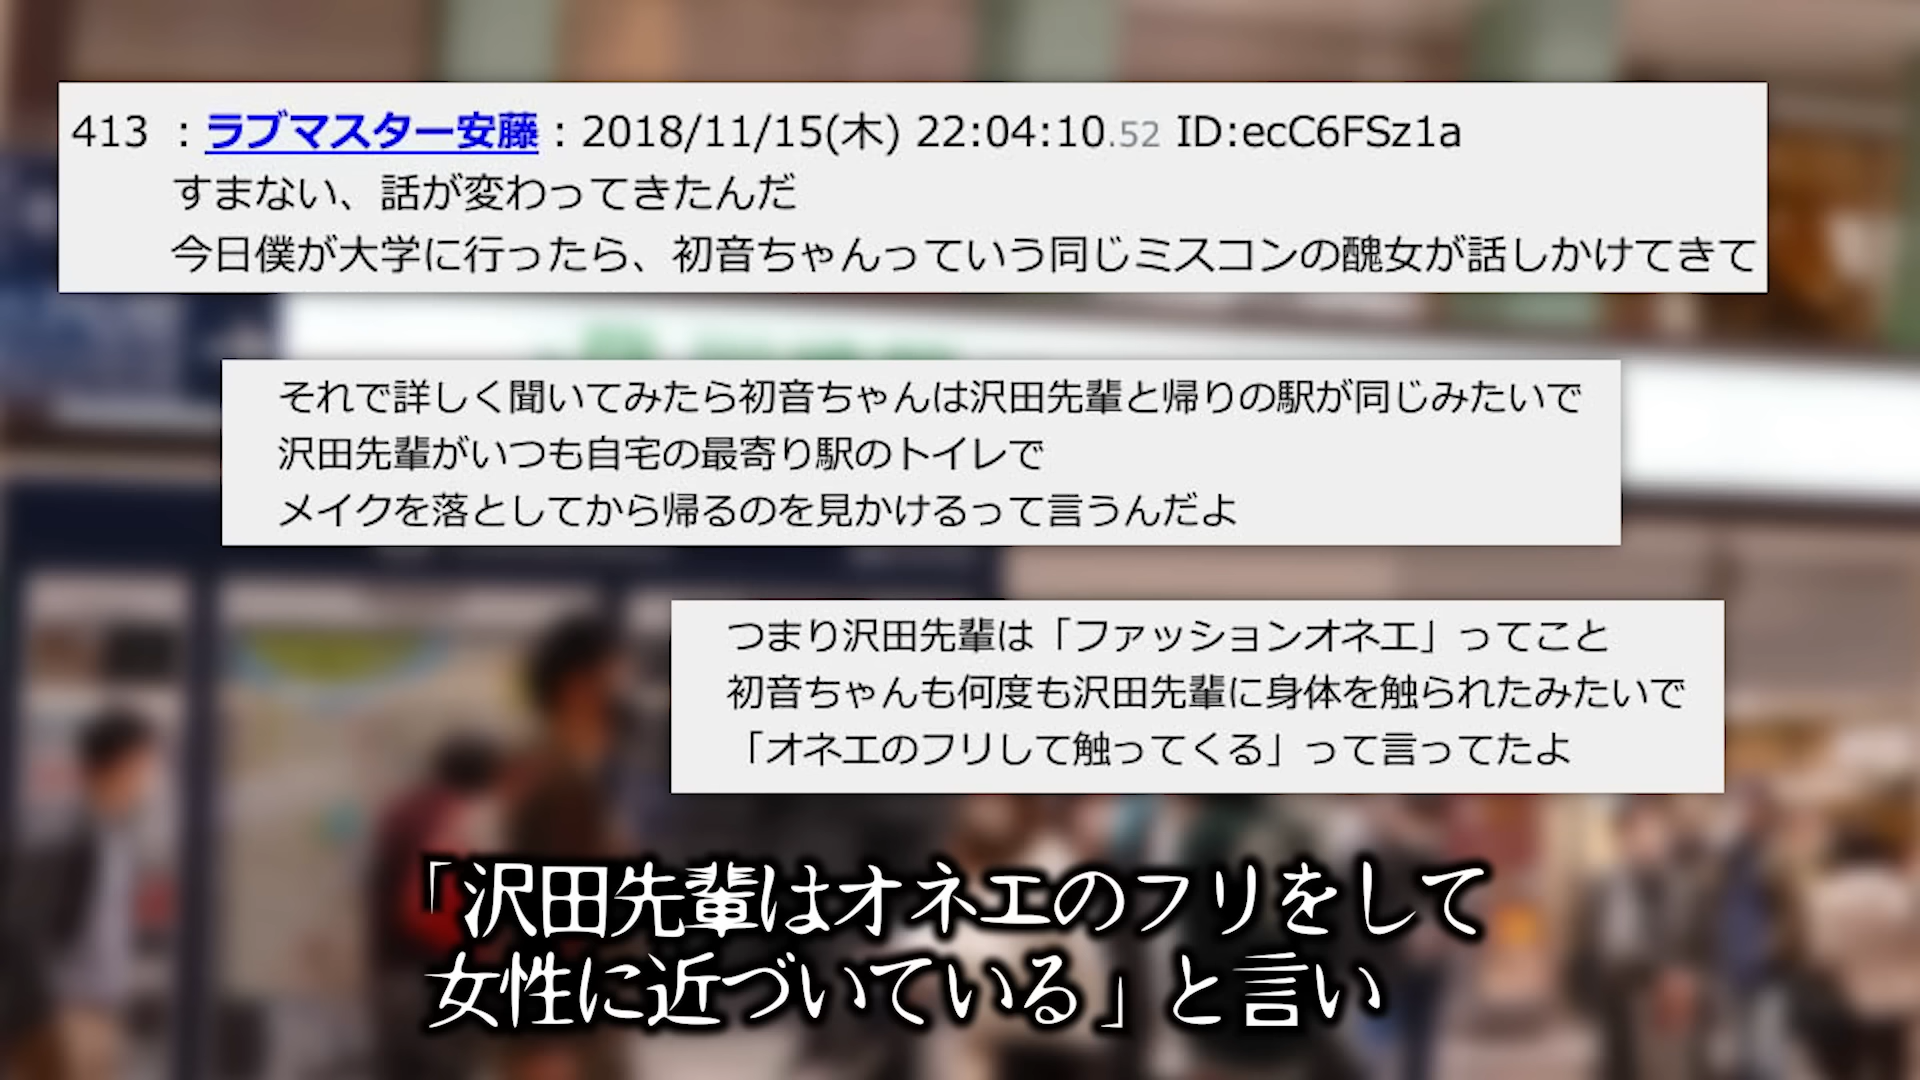 413 ：ラブマスター安藤：2018/11/15(木) 22:04:10.52 ID:ecC6FSz1a
すまない、話が変わってきたんだ
今日僕が大学に行ったら、初音ちゃんっていう同じミスコンの醜女が話しかけてきて
それで詳しく聞いてみたら初音ちゃんは沢田先輩と帰りの駅が同じみたいで
沢田先輩がいつも自宅の最寄り駅のトイレで
メイクを落としてから帰るのを見かけるって言うんだよ
つまり沢田先輩は「ファッションオネエ」ってこと
初音ちゃんも何度も沢田先輩に身体を触られたみたいで
「オネエのフリして触ってくる」って言ってたよ
「沢田先輩はオネエのフリをして
女性に近づいている」と言い